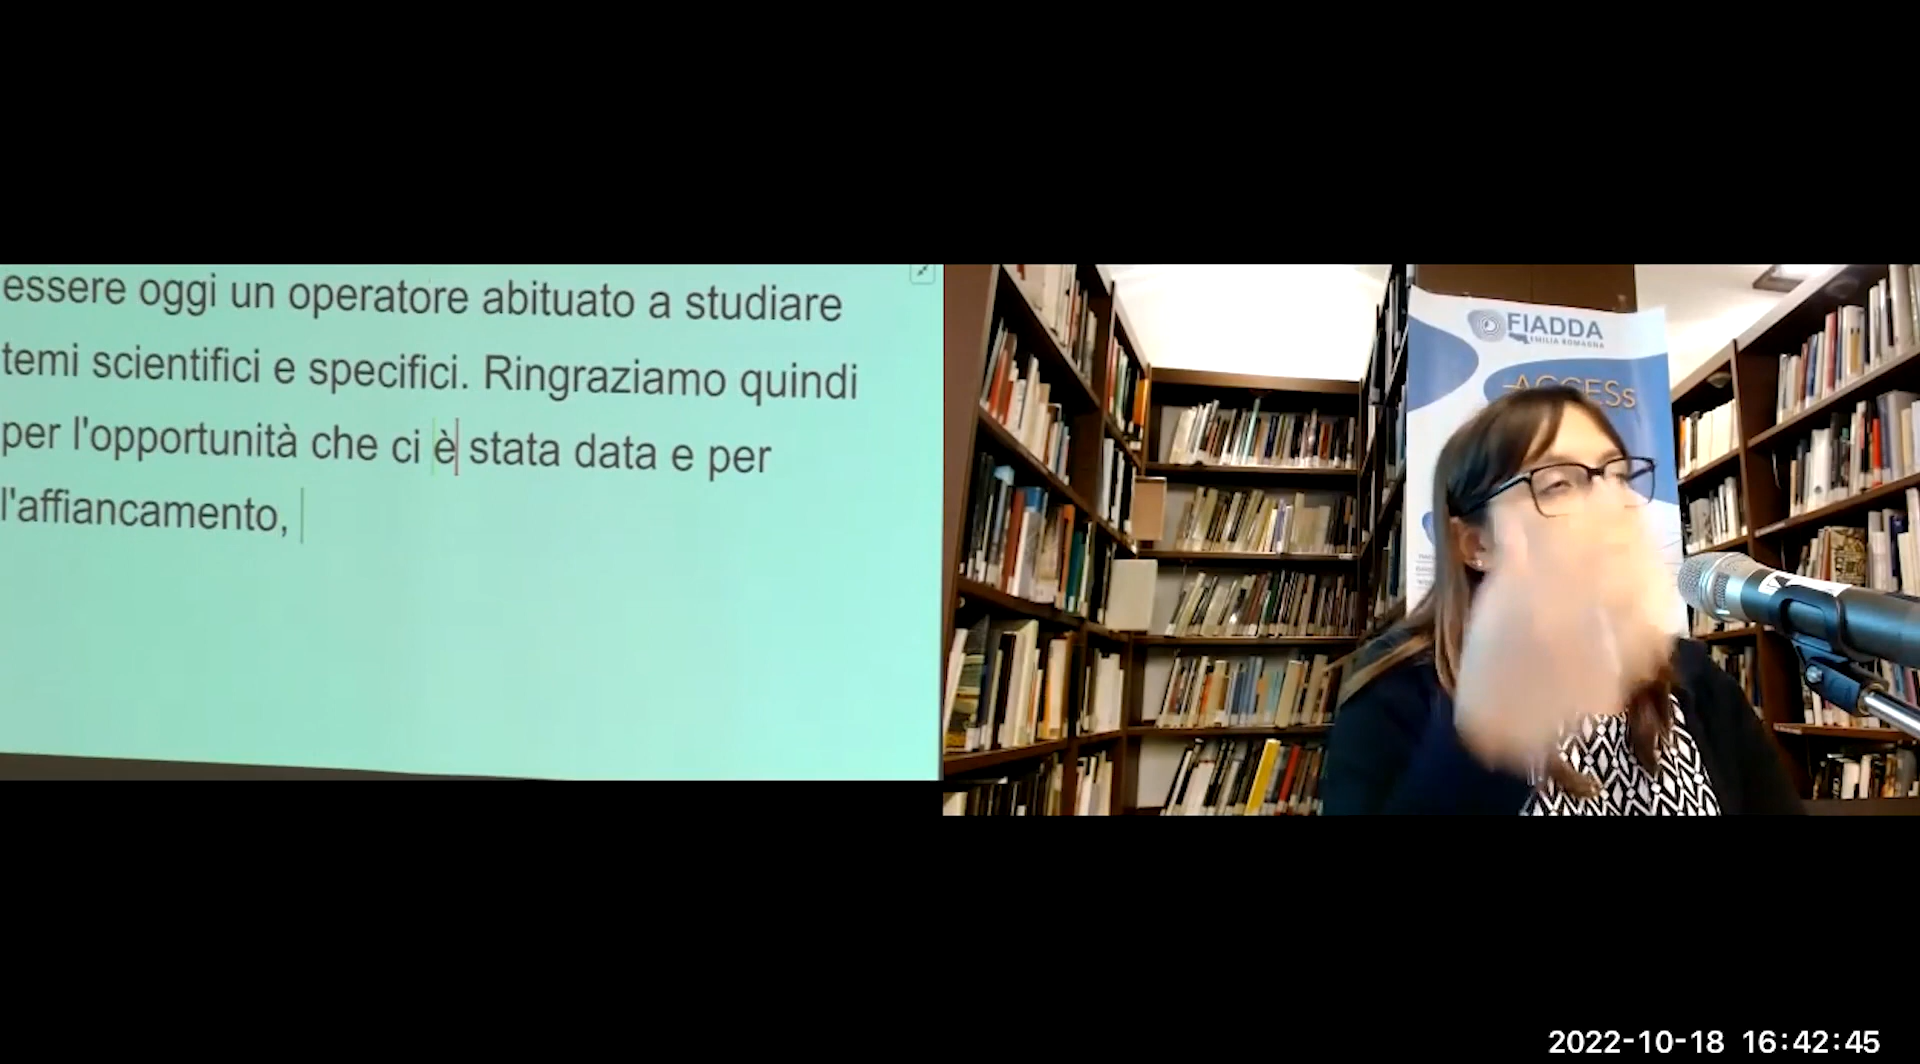 essere oggi un operatore abituato a studiare
temi scientifici e specifici. Ringraziamo quindi
per l'opportunità che ci è stata data e per
l'affiancamento,
FIADDA
EMILIA ROMAGNA
ACCESs
2022-10-18 16:42:45